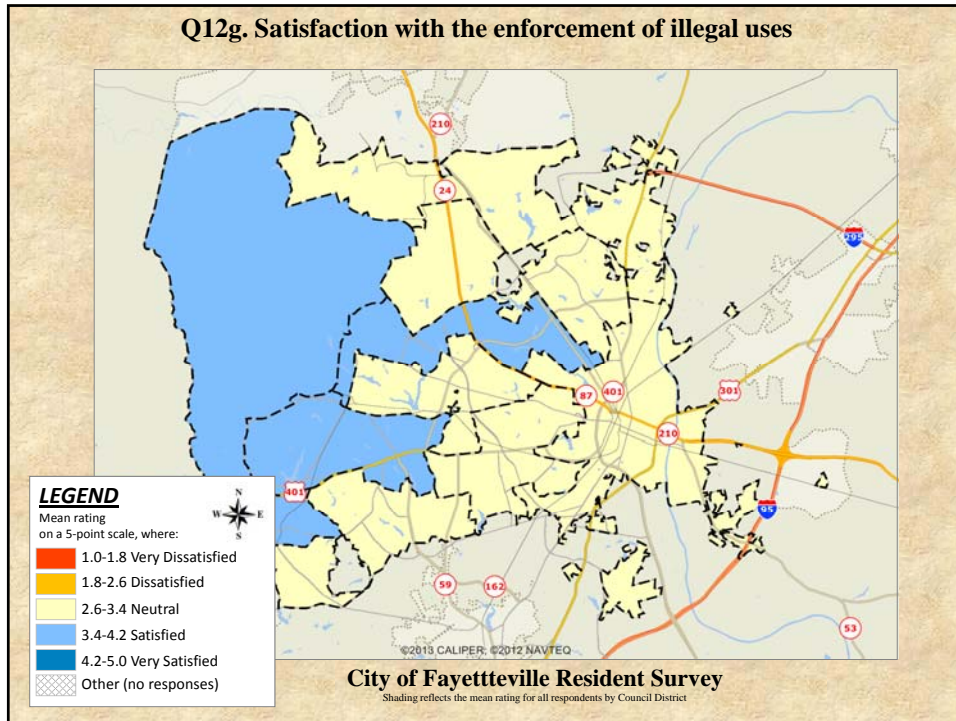 Q12g. Satisfaction with the enforcement of illegal uses
210
24
295
301
87
401
210
401
95
59
162
53
LEGEND
N
W E
S
Mean rating
on a 5-point scale, where:
1.0-1.8 Very Dissatisfied
1.8-2.6 Dissatisfied
2.6-3.4 Neutral
3.4-4.2 Satisfied
4.2-5.0 Very Satisfied
Other (no responses)
©2013 CALIPER; ©2012 NAVTEQ
City of Fayettteville Resident Survey
Shading reflects the mean rating for all respondents by Council District